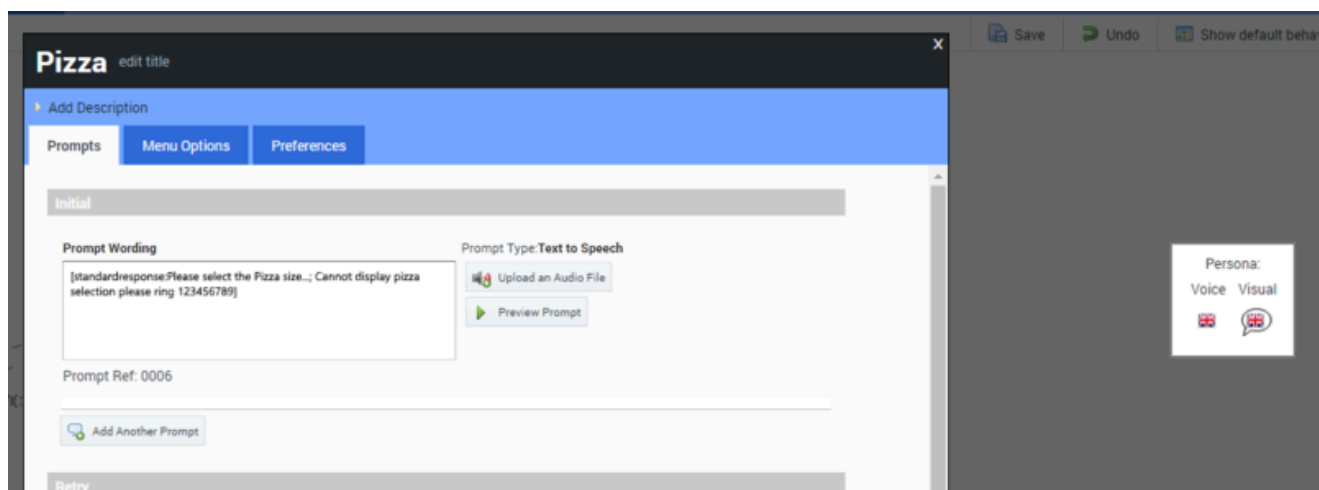 Save Undo Show default beha
Pizza edit title X
Add Description
Prompts Menu Options Preferences
Initial
Prompt Wording
Prompt Type:Text to Speech
[standardresponse:Please select the Pizza size...; Cannot display pizza
selection please ring 123456789]
Upload an Audio File
Preview Prompt
Prompt Ref: 0006
Add Another Prompt
Retry
Persona:
Voice Visual